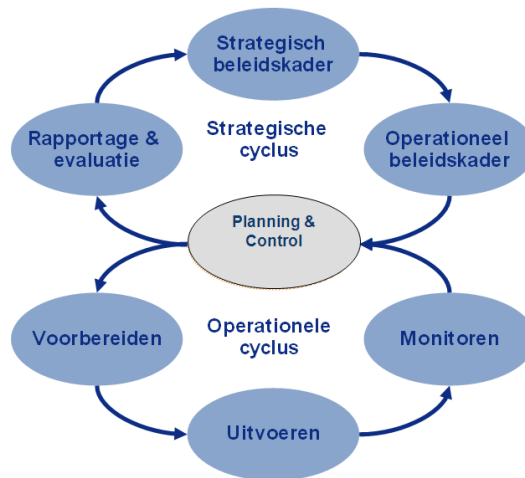 Strategisch
beleidskader
Rapportage &
evaluatie
Strategische
cyclus
Operationeel
beleidskader
Planning &
Control
Voorbereiden
Operationele
cyclus
Monitoren
Uitvoeren